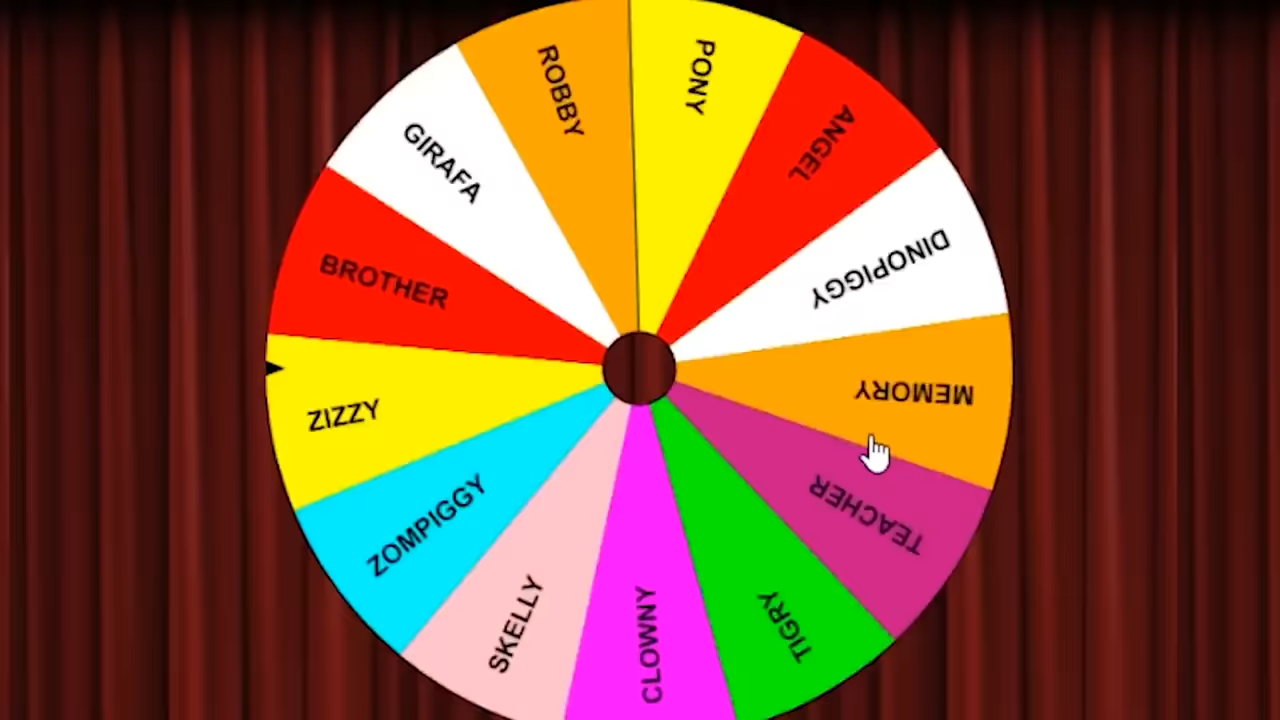 ROBBY
PONY
ANGEL
DINOPIGGY
MEMORY
TEACHER
TIGRY
CLOWNY
SKELLY
ZOMPIGGY
ZIZZY
BROTHER
GIRAFA